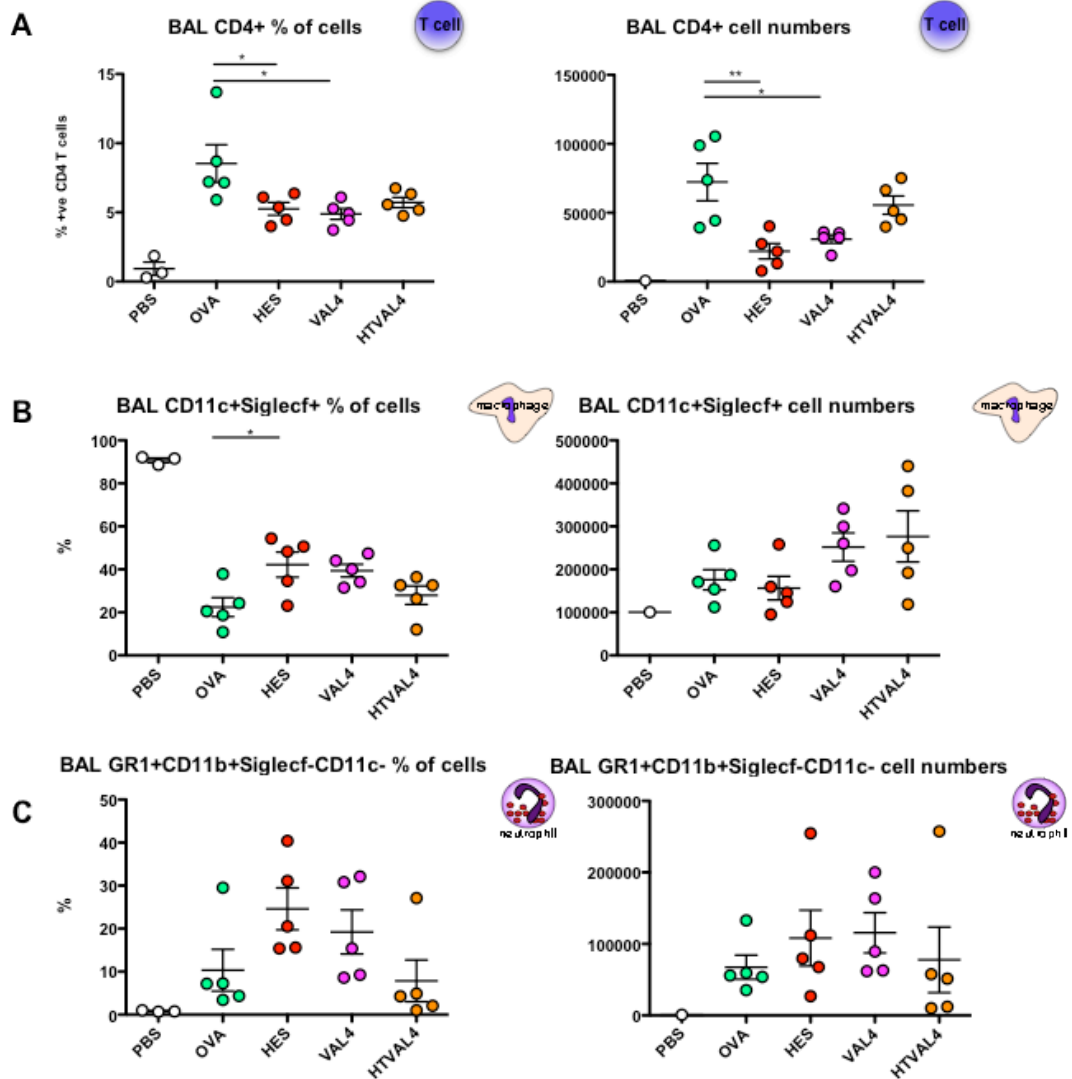 A
BAL CD4+ % of cells
T cell
BAL CD4+ cell numbers
T cell
% +ve CD4 T cells
15
10
5
0
*
*
PBS
OVA
HES
VAL4
HTVAL4
150000
100000
50000
0
**
*
PBS
OVA
HES
VAL4
HTVAL4
B
BAL CD11c+Siglecf+ % of cells
macrophage
BAL CD11c+Siglecf+ cell numbers
macrophage
%
100
80
60
40
20
0
*
PBS
OVA
HES
VAL4
HTVAL4
500000
400000
300000
200000
100000
0
PBS
OVA
HES
VAL4
HTVAL4
C
BAL GR1+CD11b+Siglecf-CD11c- % of cells
neutrophil
BAL GR1+CD11b+Siglecf-CD11c- cell numbers
neutrophil
%
50
40
30
20
10
0
PBS
OVA
HES
VAL4
HTVAL4
300000
200000
100000
0
PBS
OVA
HES
VAL4
HTVAL4